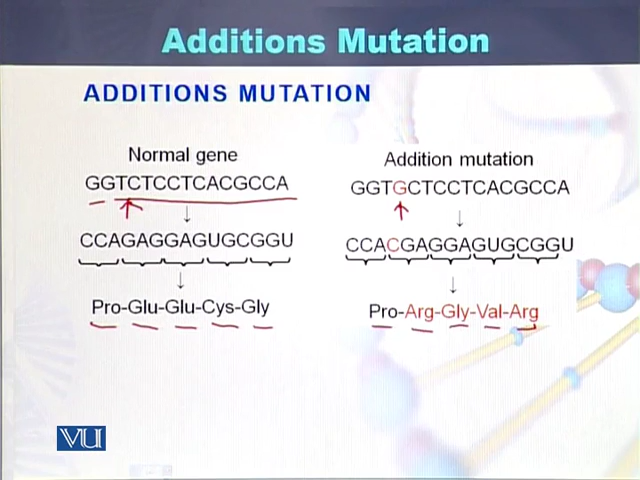 Additions Mutation
ADDITIONS MUTATION
Normal gene
GGTCTCCTCACGCCA
↓
CCAGAGGAGUGCGGU
↓
Pro-Glu-Glu-Cys-Gly
Addition mutation
GGTGCTCCTCACGCCA
↓
CCACGAGGAGUGCGGU
↓
Pro-Arg-Gly-Val-Arg
VU